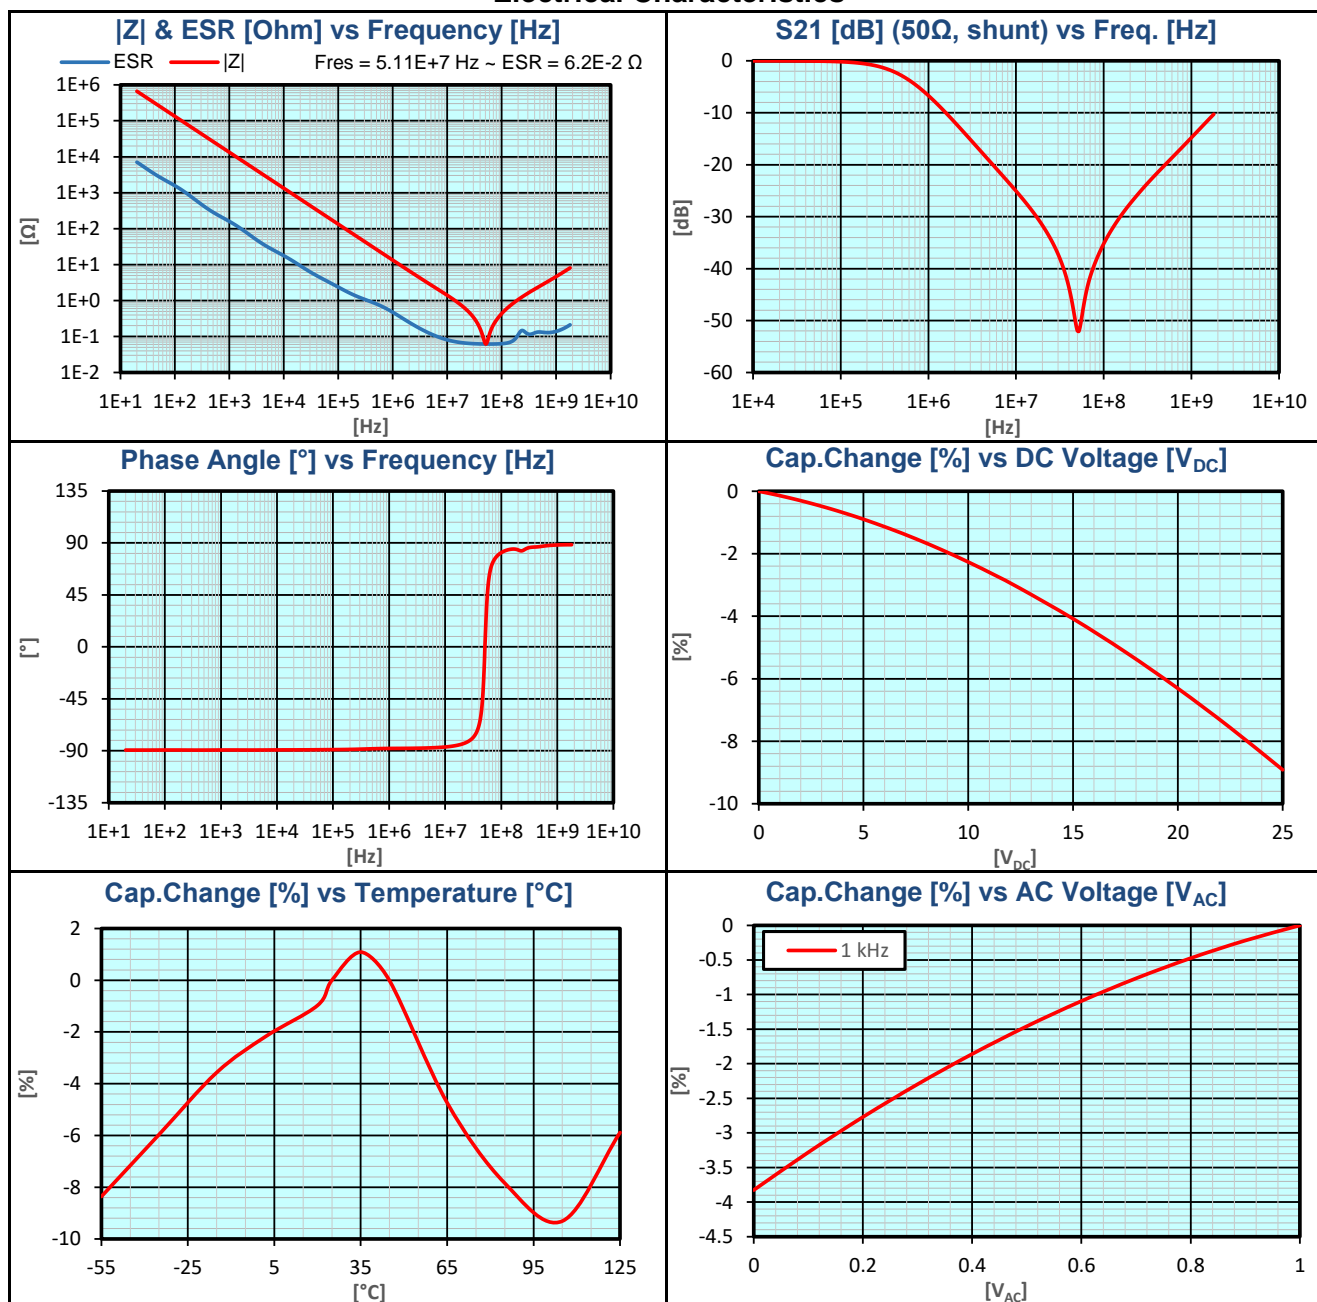 |Z| & ESR [Ohm] vs Frequency [Hz]
ESR |Z| Fres = 5.11E+7 Hz ~ ESR = 6.2E-2 Ω
1E+6
1E+5
1E+4
1E+3
1E+2
1E+1
1E+0
1E-1
1E-2
[Ω]
1E+1 1E+2 1E+3 1E+4 1E+5 1E+6 1E+7 1E+8 1E+9 1E+10
[Hz]
S21 [dB] (50Ω, shunt) vs Freq. [Hz]
0
-10
-20
-30
-40
-50
-60
[dB]
1E+4 1E+5 1E+6 1E+7 1E+8 1E+9 1E+10
[Hz]
Phase Angle [°] vs Frequency [Hz]
135
90
45
0
-45
-90
-135
[°]
1E+1 1E+2 1E+3 1E+4 1E+5 1E+6 1E+7 1E+8 1E+9 1E+10
[Hz]
Cap.Change [%] vs DC Voltage [VDC]
0
-2
-4
-6
-8
-10
[%]
0 5 10 15 20 25
[VDC]
Cap.Change [%] vs Temperature [°C]
2
0
-2
-4
-6
-8
-10
[%]
-55 -25 5 35 65 95 125
[°C]
Cap.Change [%] vs AC Voltage [VAC]
1 kHz
0
-0.5
-1
-1.5
-2
-2.5
-3
-3.5
-4
-4.5
[%]
0 0.2 0.4 0.6 0.8 1
[VAC]